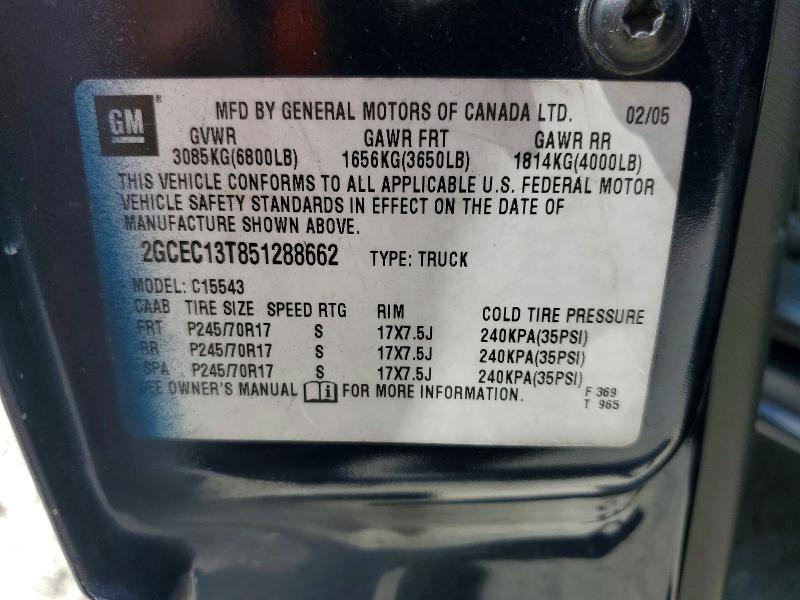 GM ®
MFD BY GENERAL MOTORS OF CANADA LTD. 02/05
GVWR GAWR FRT GAWR RR
3085KG(6800LB) 1656KG(3650LB) 1814KG(4000LB)
THIS VEHICLE CONFORMS TO ALL APPLICABLE U.S. FEDERAL MOTOR
VEHICLE SAFETY STANDARDS IN EFFECT ON THE DATE OF
MANUFACTURE SHOWN ABOVE.
2GCEC13T851288662 TYPE: TRUCK
MODEL: C15543
CAAB TIRE SIZE SPEED RTG RIM COLD TIRE PRESSURE
FRT P245/70R17 S 17X7.5J 240KPA(35PSI)
RR P245/70R17 S 17X7.5J 240KPA(35PSI)
SPA P245/70R17 S 17X7.5J 240KPA(35PSI)
SEE OWNER'S MANUAL i FOR MORE INFORMATION.
F 369
T 965